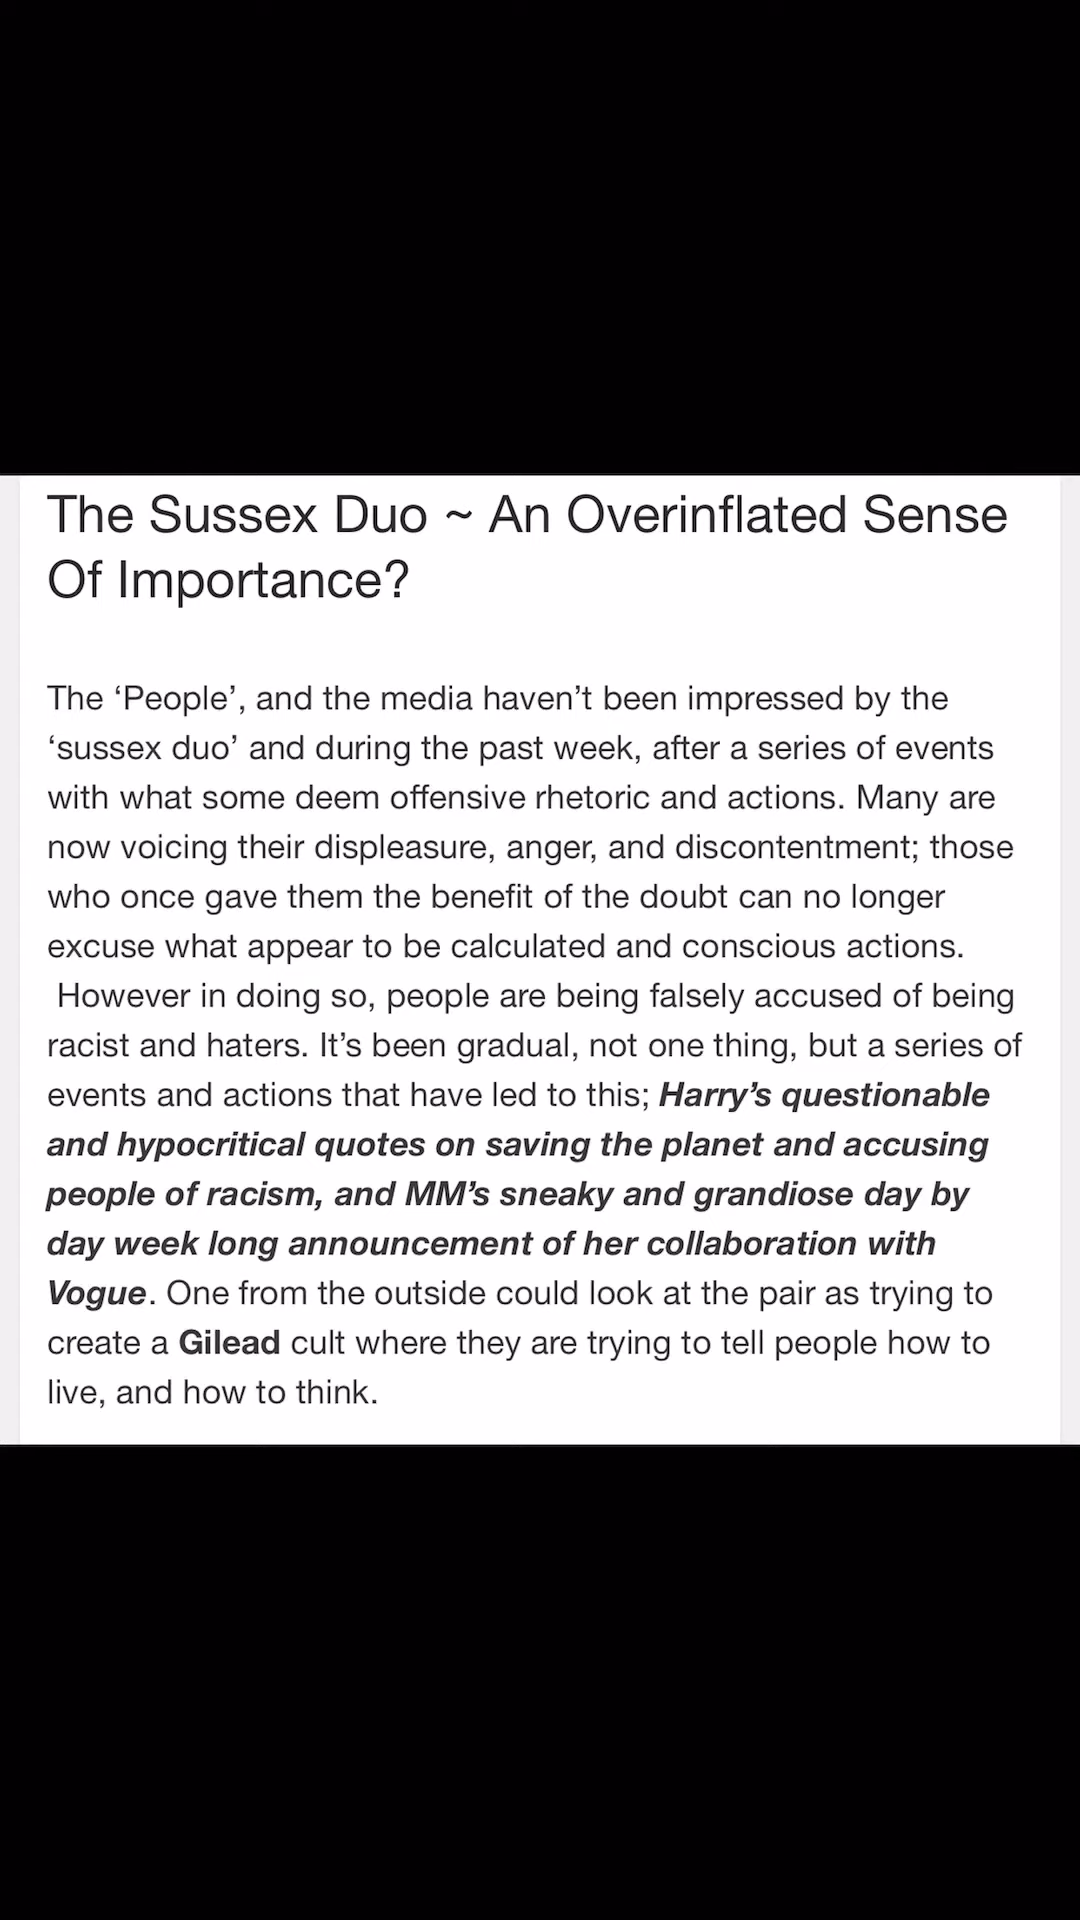 The Sussex Duo ~ An Overinflated Sense
Of Importance?
The ‘People’, and the media haven’t been impressed by the
‘sussex duo’ and during the past week, after a series of events
with what some deem offensive rhetoric and actions. Many are
now voicing their displeasure, anger, and discontentment; those
who once gave them the benefit of the doubt can no longer
excuse what appear to be calculated and conscious actions.
However in doing so, people are being falsely accused of being
racist and haters. It’s been gradual, not one thing, but a series of
events and actions that have led to this; Harry’s questionable
and hypocritical quotes on saving the planet and accusing
people of racism, and MM’s sneaky and grandiose day by
day week long announcement of her collaboration with
Vogue. One from the outside could look at the pair as trying to
create a Gilead cult where they are trying to tell people how to
live, and how to think.